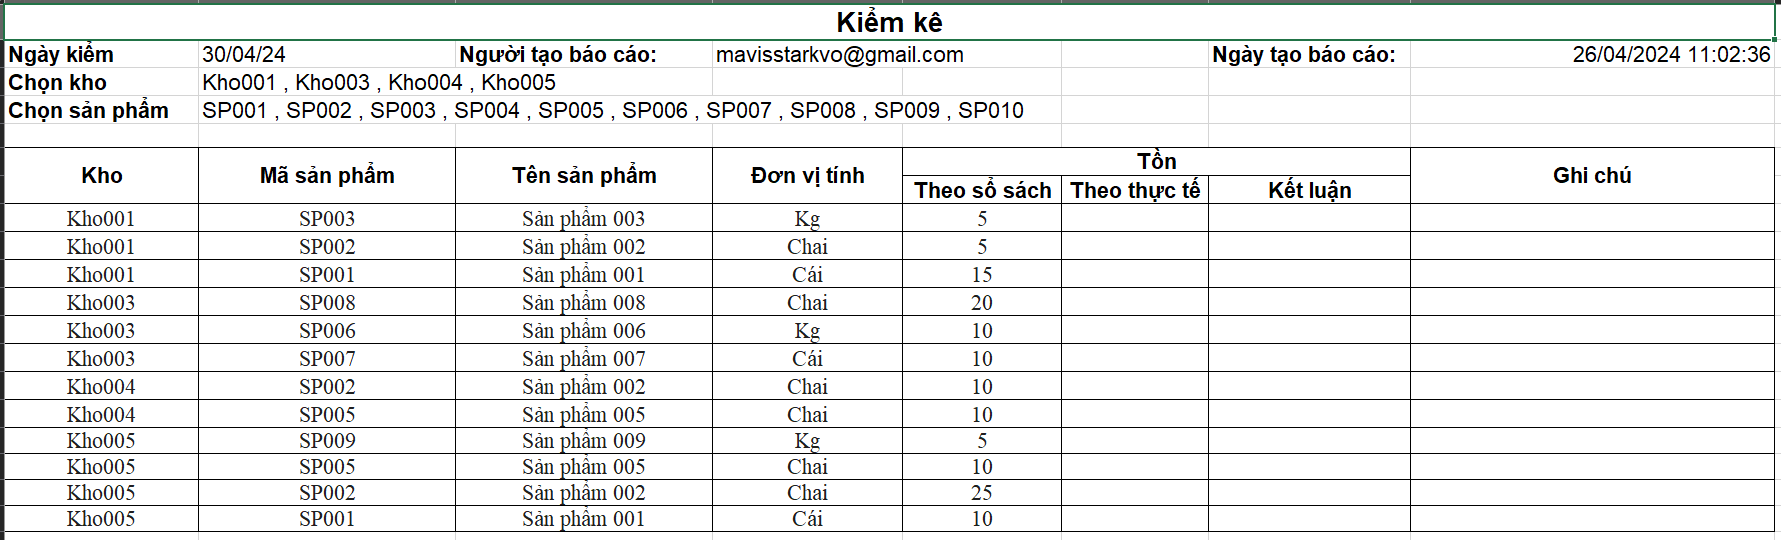 Kiểm kê
Ngày kiểm 30/04/24 Người tạo báo cáo: mavisstarkvo@gmail.com Ngày tạo báo cáo: 26/04/2024 11:02:36
Chọn kho Kho001 , Kho003 , Kho004 , Kho005
Chọn sản phẩm SP001 , SP002 , SP003 , SP004 , SP005 , SP006 , SP007 , SP008 , SP009 , SP010
Kho Mã sản phẩm Tên sản phẩm Đơn vị tính Tồn Ghi chú
Theo sổ sách Theo thực tế Kết luận
Kho001 SP003 Sản phẩm 003 Kg 5
Kho001 SP002 Sản phẩm 002 Chai 5
Kho001 SP001 Sản phẩm 001 Cái 15
Kho003 SP008 Sản phẩm 008 Chai 20
Kho003 SP006 Sản phẩm 006 Kg 10
Kho003 SP007 Sản phẩm 007 Cái 10
Kho004 SP002 Sản phẩm 002 Chai 10
Kho004 SP005 Sản phẩm 005 Chai 10
Kho005 SP009 Sản phẩm 009 Kg 5
Kho005 SP005 Sản phẩm 005 Chai 10
Kho005 SP002 Sản phẩm 002 Chai 25
Kho005 SP001 Sản phẩm 001 Cái 10